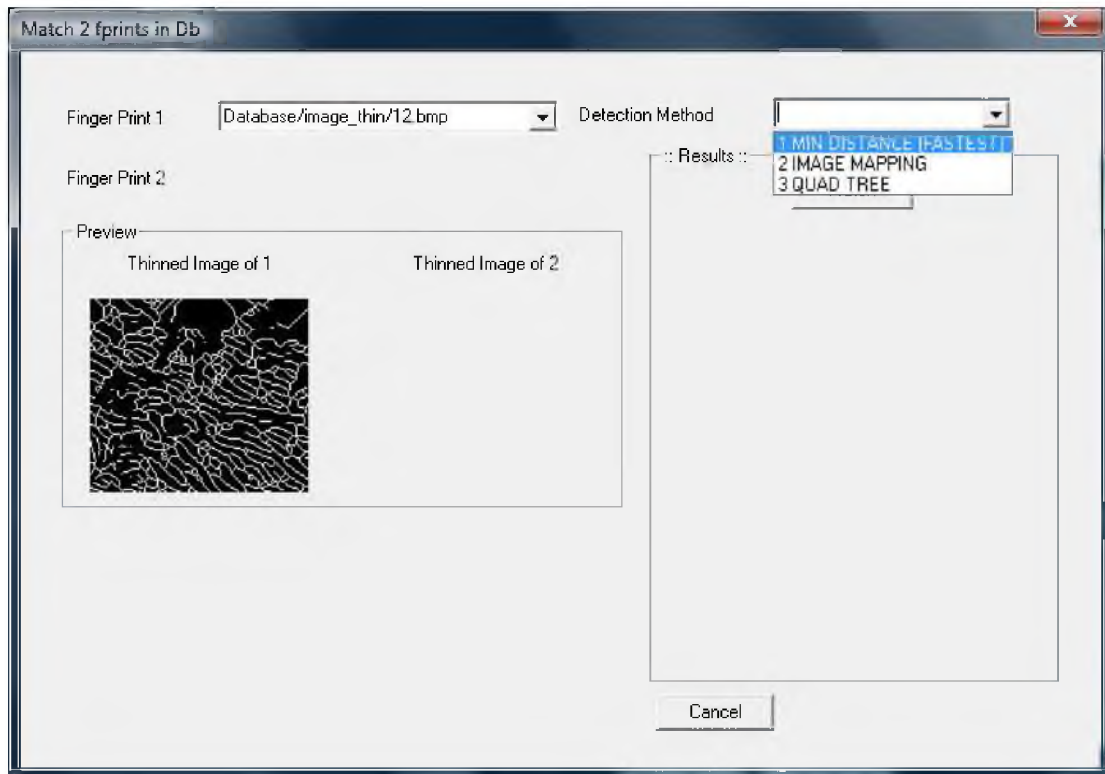 Match 2 fprints in Db
Finger Print 1
Database/image_thin/12.bmp
Detection Method
1 MIN DISTANCE (FASTEST)
2 IMAGE MAPPING
3 QUAD TREE
:: Results ::
Finger Print 2
Preview
Thinned Image of 1
Thinned Image of 2
Cancel